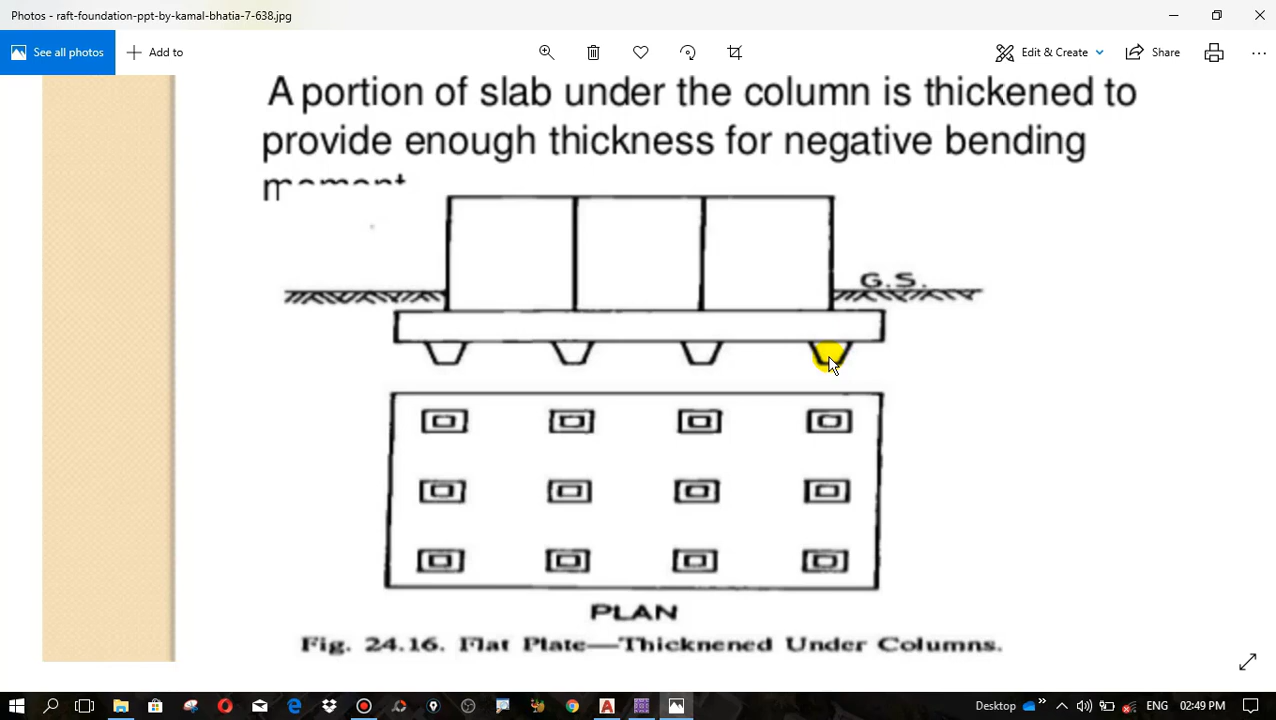 Photos - raft-foundation-ppt-by-kamal-bhatia-7-638.jpg
See all photos
Add to
Edit & Create
Share
A portion of slab under the column is thickened to
provide enough thickness for negative bending
moment
G.S.
PLAN
Fig. 24.16. Flat Plate—Thicknened Under Columns.
Desktop
ENG
02:49 PM